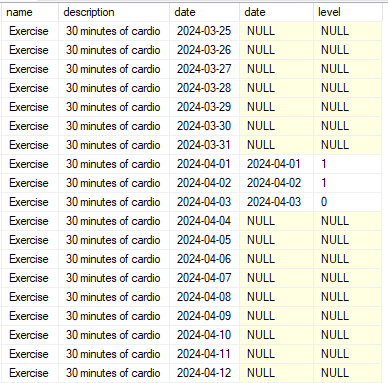 name description date date level
Exercise 30 minutes of cardio 2024-03-25 NULL NULL
Exercise 30 minutes of cardio 2024-03-26 NULL NULL
Exercise 30 minutes of cardio 2024-03-27 NULL NULL
Exercise 30 minutes of cardio 2024-03-28 NULL NULL
Exercise 30 minutes of cardio 2024-03-29 NULL NULL
Exercise 30 minutes of cardio 2024-03-30 NULL NULL
Exercise 30 minutes of cardio 2024-03-31 NULL NULL
Exercise 30 minutes of cardio 2024-04-01 2024-04-01 1
Exercise 30 minutes of cardio 2024-04-02 2024-04-02 1
Exercise 30 minutes of cardio 2024-04-03 2024-04-03 0
Exercise 30 minutes of cardio 2024-04-04 NULL NULL
Exercise 30 minutes of cardio 2024-04-05 NULL NULL
Exercise 30 minutes of cardio 2024-04-06 NULL NULL
Exercise 30 minutes of cardio 2024-04-07 NULL NULL
Exercise 30 minutes of cardio 2024-04-08 NULL NULL
Exercise 30 minutes of cardio 2024-04-09 NULL NULL
Exercise 30 minutes of cardio 2024-04-10 NULL NULL
Exercise 30 minutes of cardio 2024-04-11 NULL NULL
Exercise 30 minutes of cardio 2024-04-12 NULL NULL